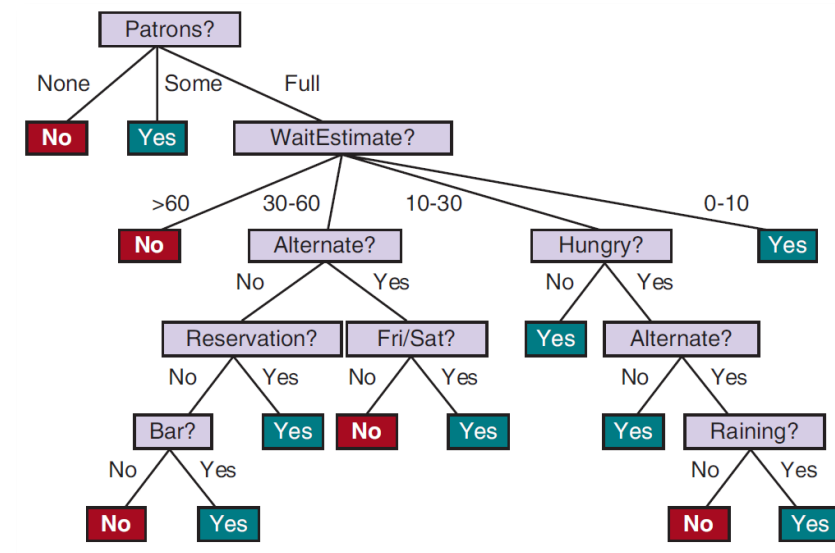 Patrons?
None Some Full
No Yes WaitEstimate?
>60 30-60 10-30 0-10
No Alternate? Hungry? Yes
No Yes No Yes
Reservation? Fri/Sat? Yes Alternate?
No Yes No Yes No Yes
Bar? Yes No Yes Yes Raining?
No Yes No Yes
No Yes No Yes